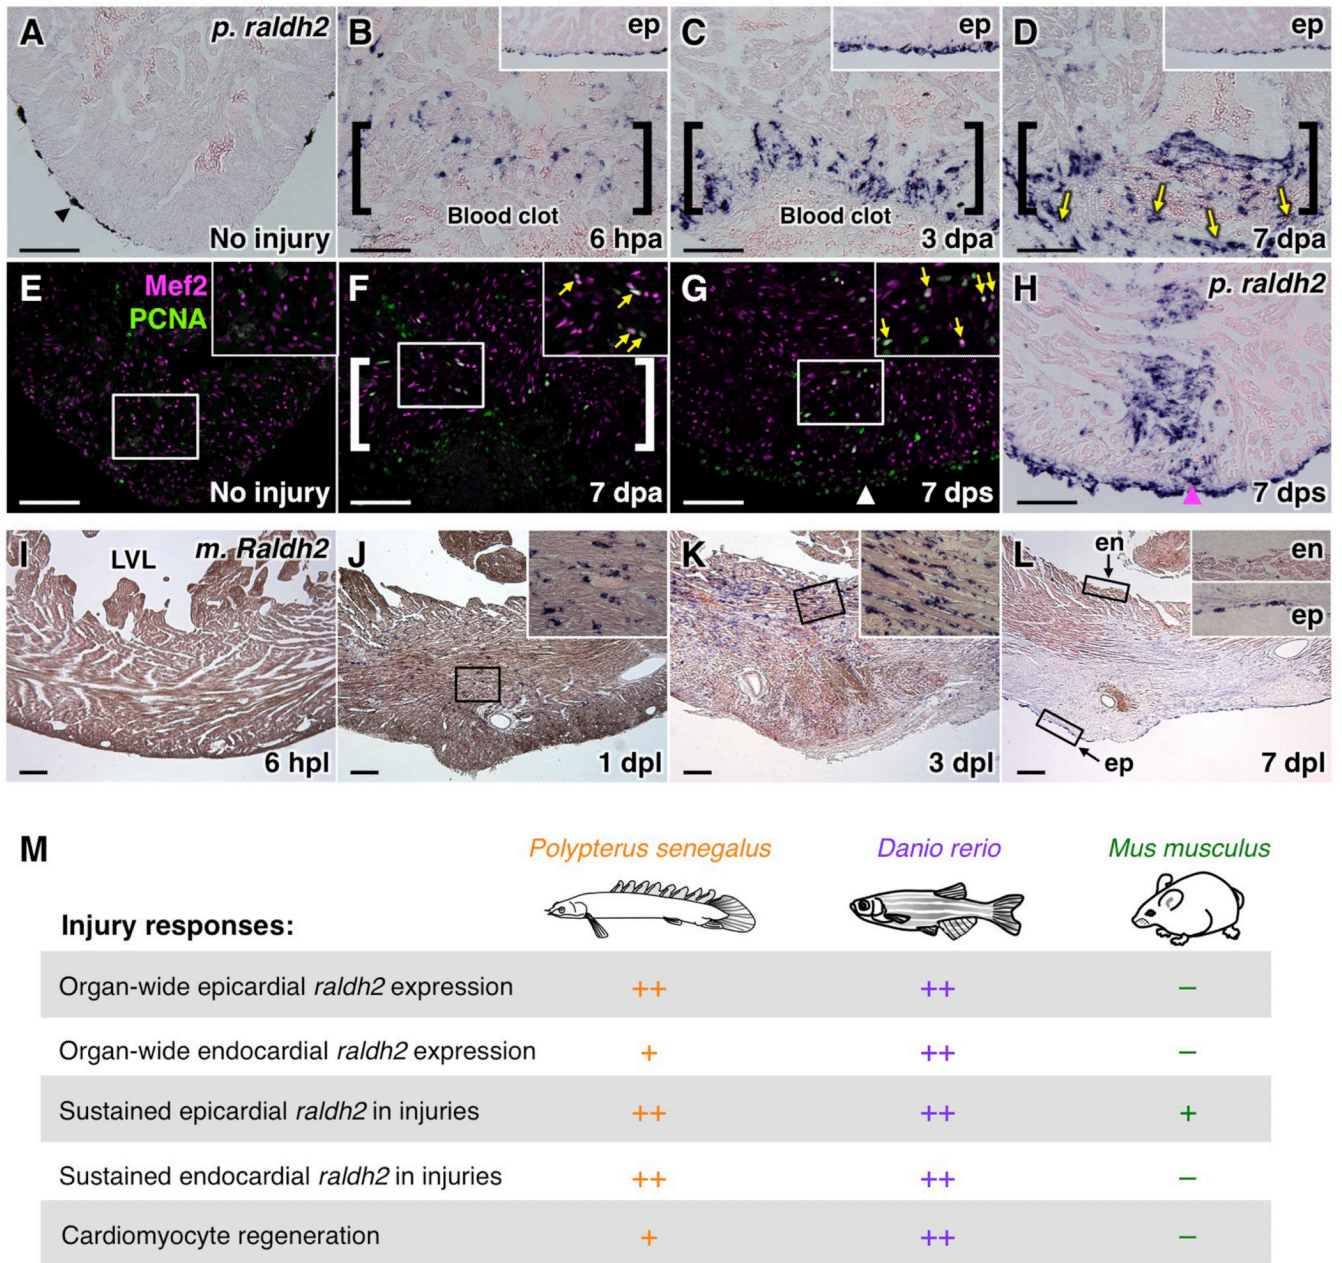 A
p. raldh2
No injury
B
ep
[ ]
Blood clot
6 hpa
C
ep
[ ]
Blood clot
3 dpa
D
ep
[ ]
7 dpa
E
Mef2
PCNA
No injury
F
[ ]
7 dpa
G
7 dps
H
p. raldh2
7 dps
I
m. Raldh2
LVL
6 hpl
J
1 dpl
K
3 dpl
L
en
en
ep
ep
7 dpl
M
Polypterus senegalus Danio rerio Mus musculus
Injury responses:
Organ-wide epicardial raldh2 expression ++ ++ −
Organ-wide endocardial raldh2 expression + ++ −
Sustained epicardial raldh2 in injuries ++ ++ +
Sustained endocardial raldh2 in injuries ++ ++ −
Cardiomyocyte regeneration + ++ −